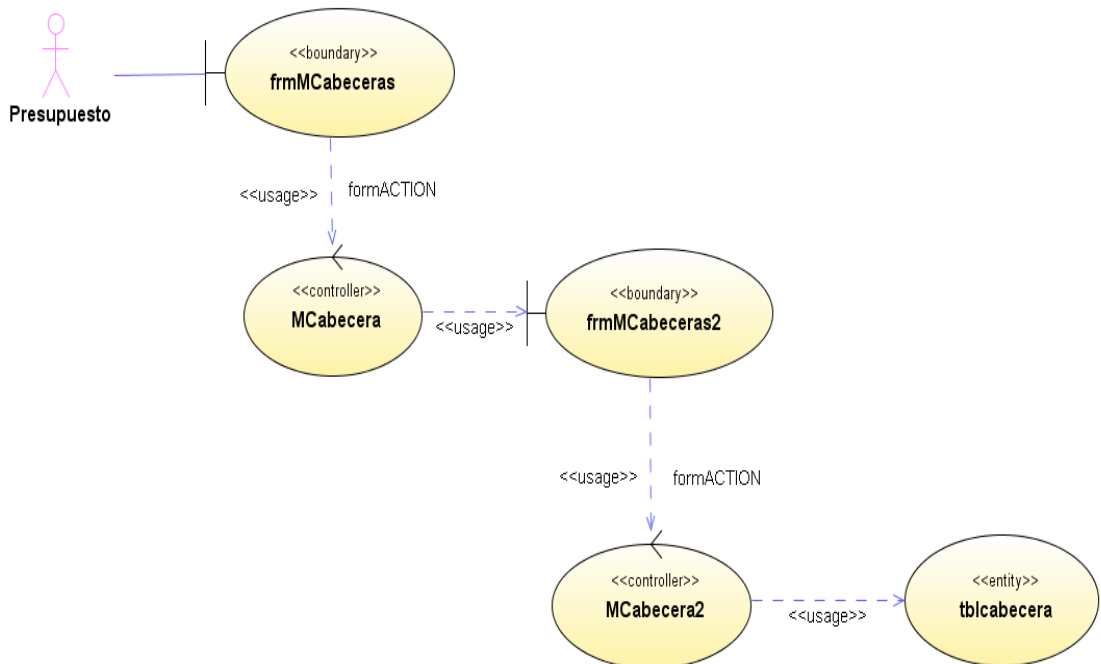 <<boundary>>
frmMCabeceras
Presupuesto
<<usage>>
formACTION
<<controller>>
MCabecera
<<usage>>
<<boundary>>
frmMCabeceras2
<<usage>>
formACTION
<<controller>>
MCabecera2
<<usage>>
<<entity>>
tblcabecera